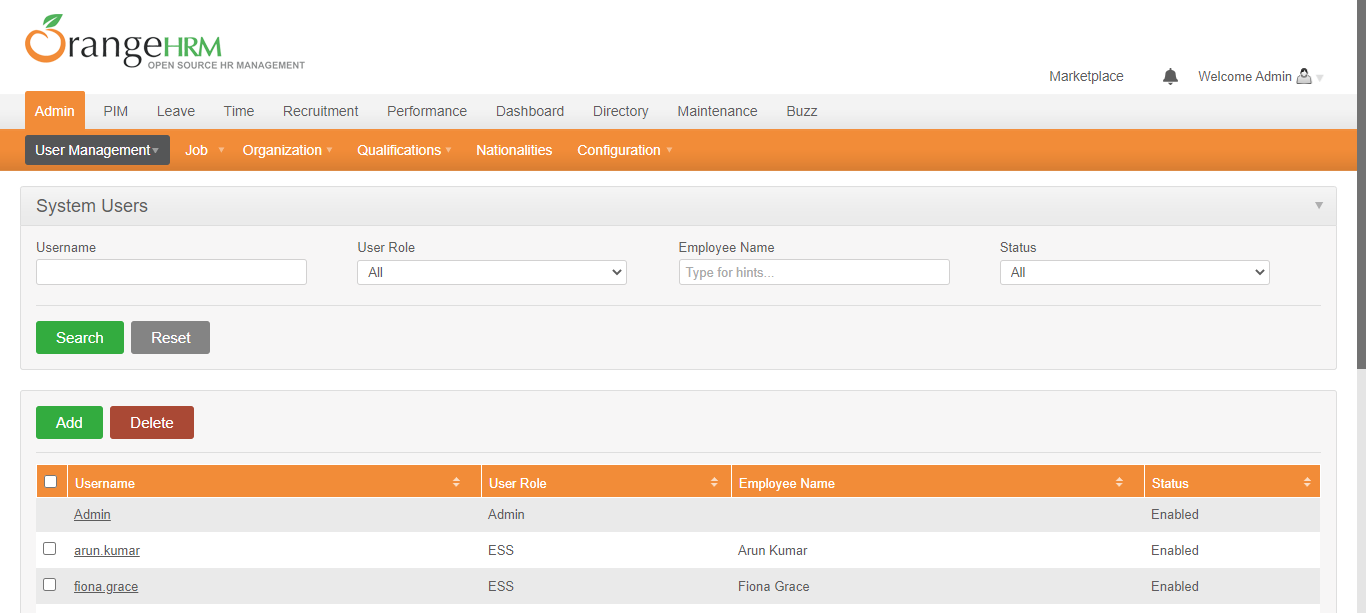 OrangeHRM
OPEN SOURCE HR MANAGEMENT
Marketplace Welcome Admin
Admin PIM Leave Time Recruitment Performance Dashboard Directory Maintenance Buzz
User Management Job Organization Qualifications Nationalities Configuration
System Users
Username User Role Employee Name Status
All Type for hints... All
Search Reset
Add Delete
Username User Role Employee Name Status
Admin Admin Enabled
arun.kumar ESS Arun Kumar Enabled
fiona.grace ESS Fiona Grace Enabled